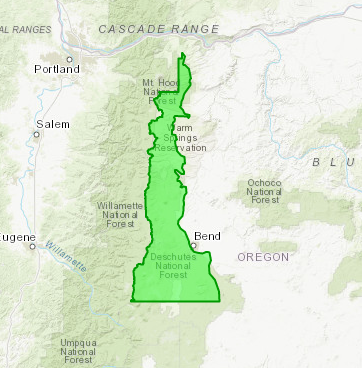 AL RANGES
CASCADE RANGE
Portland
Mt. Hood
National
Forest
Salem
Warm
Springs
Reservation
B L U
Ochoco
National
Forest
Willamette
National
Forest
Eugene
Willamette
Bend
OREGON
Deschutes
National
Forest
Umpqua
National
Forest